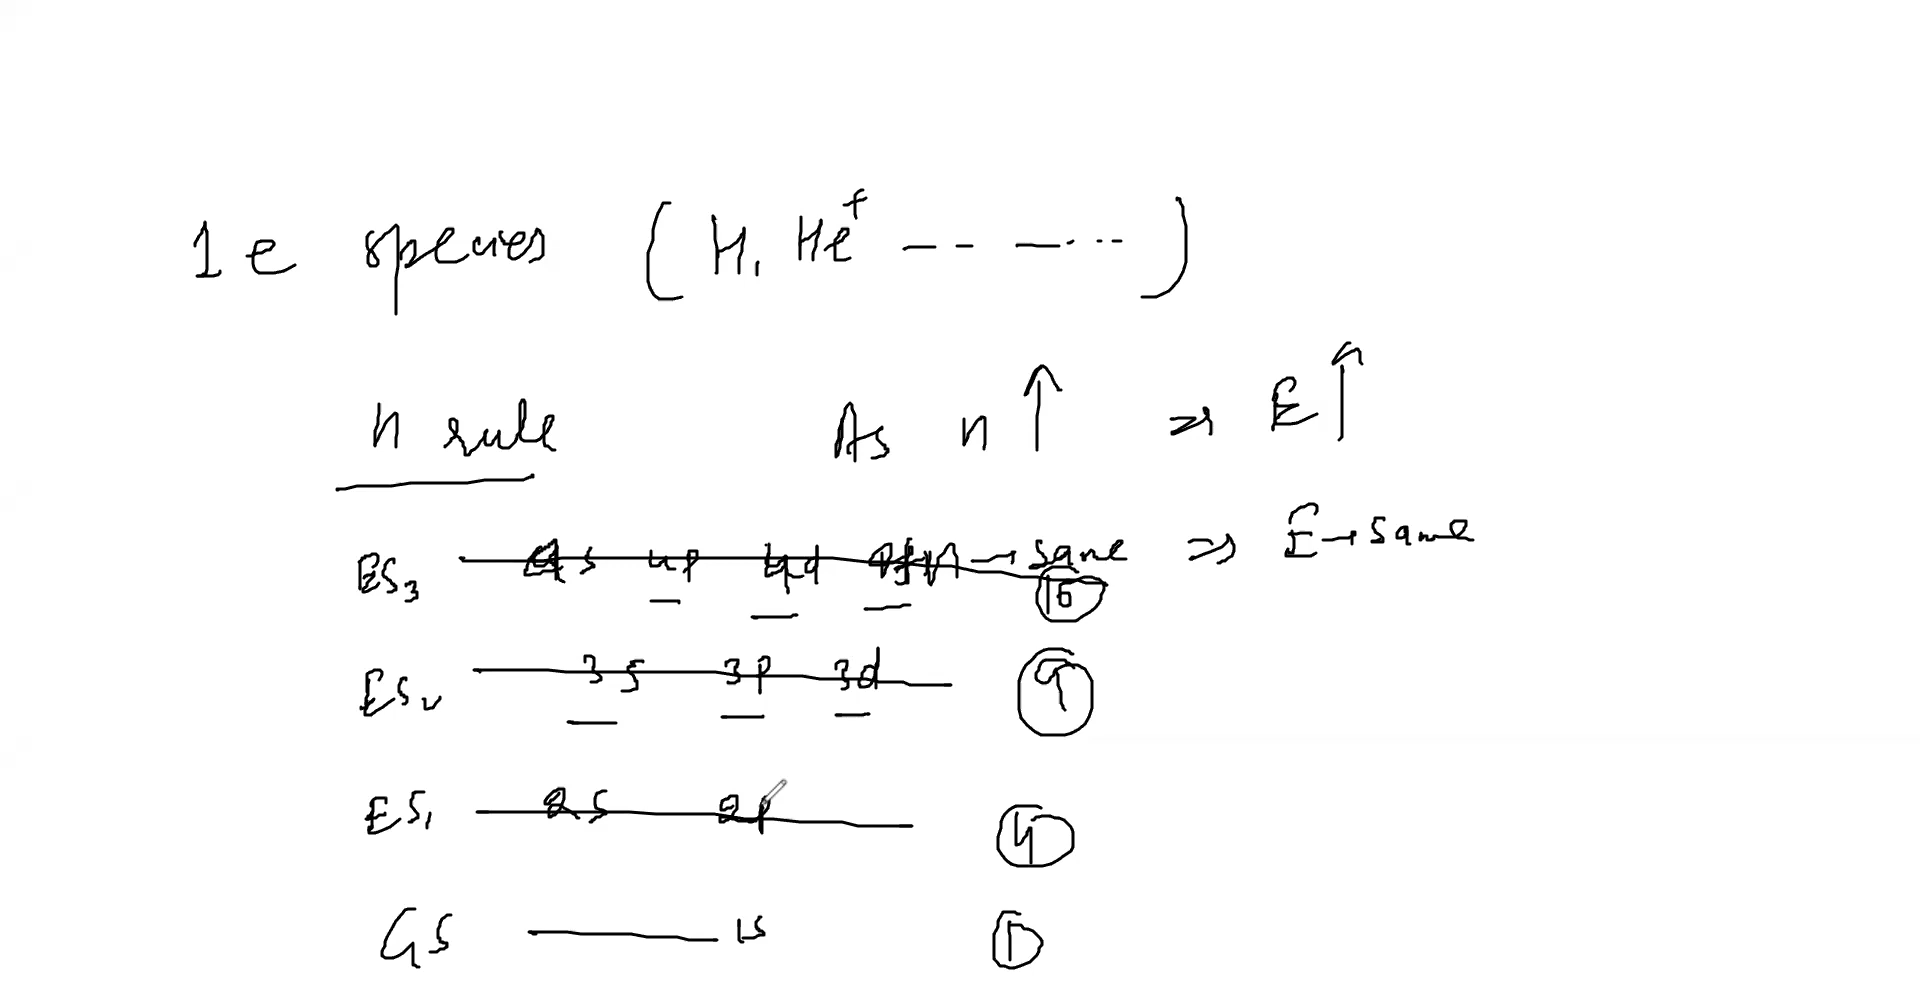 1 e species ( H, He⁺ -- - - -·-·· )
n rule As n ↑ ⇒ E ↑
n → same ⇒ E → same
ES₃ 4s 4p 4d 4f 16
ES₂ 3s 3p 3d 9
ES₁ 2s 2p 4
GS 1s 1